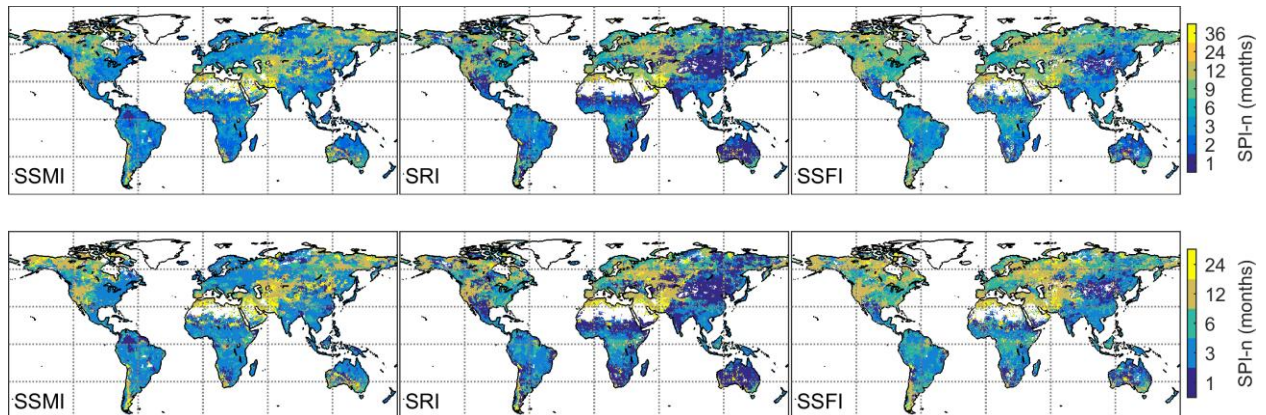 SSMI
SRI
SSFI
36
24
12
9
6
3
2
1
SPI-n (months)
SSMI
SRI
SSFI
24
12
6
3
1
SPI-n (months)